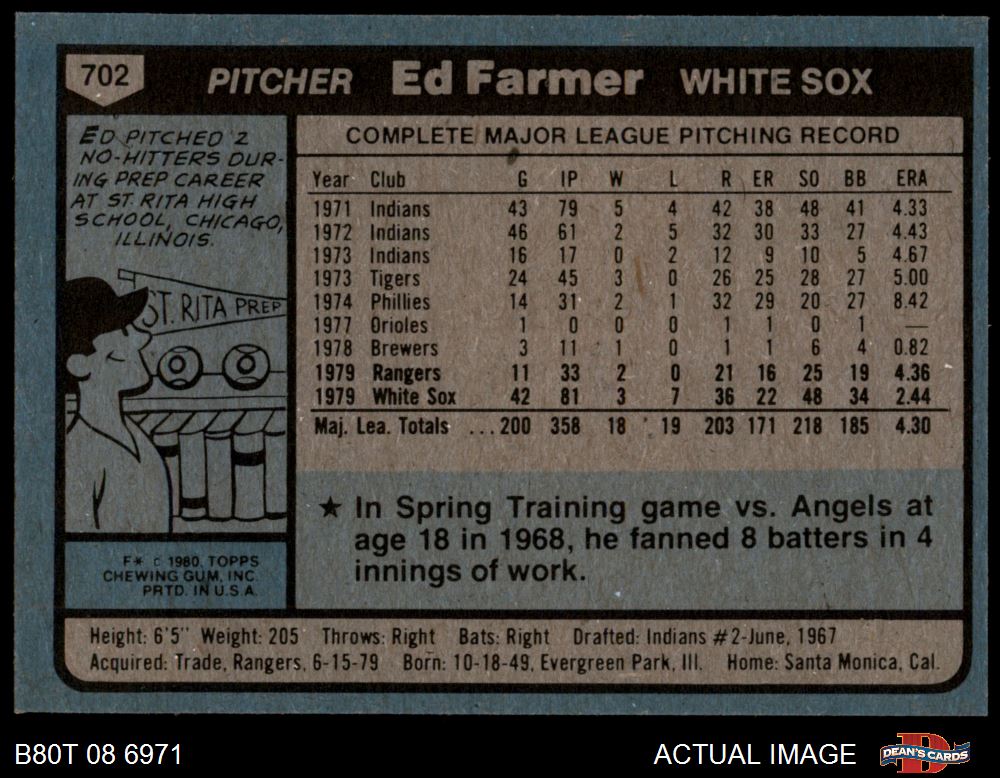 702 PITCHER Ed Farmer WHITE SOX
ED PITCHED 2
NO-HITTERS DUR-
ING PREP CAREER
AT ST. RITA HIGH
SCHOOL, CHICAGO,
ILLINOIS.
ST. RITA PREP
F* © 1980 TOPPS
CHEWING GUM, INC.
PRTD. IN U.S.A.
COMPLETE MAJOR LEAGUE PITCHING RECORD
Year Club G IP W L R ER SO BB ERA
1971 Indians 43 79 5 4 42 38 48 41 4.33
1972 Indians 46 61 2 5 32 30 33 27 4.43
1973 Indians 16 17 0 2 12 9 10 5 4.67
1973 Tigers 24 45 3 0 26 25 28 27 5.00
1974 Phillies 14 31 2 1 32 29 20 27 8.42
1977 Orioles 1 0 0 0 1 1 0 1 —
1978 Brewers 3 11 1 0 1 1 6 4 0.82
1979 Rangers 11 33 2 0 21 16 25 19 4.36
1979 White Sox 42 81 3 7 36 22 48 34 2.44
Maj. Lea. Totals ...200 358 18 19 203 171 218 185 4.30
★ In Spring Training game vs. Angels at
age 18 in 1968, he fanned 8 batters in 4
innings of work.
Height: 6'5" Weight: 205 Throws: Right Bats: Right Drafted: Indians #2-June, 1967
Acquired: Trade, Rangers, 6-15-79 Born: 10-18-49, Evergreen Park, Ill. Home: Santa Monica, Cal.
B80T 08 6971 ACTUAL IMAGE DEAN'S CARDS